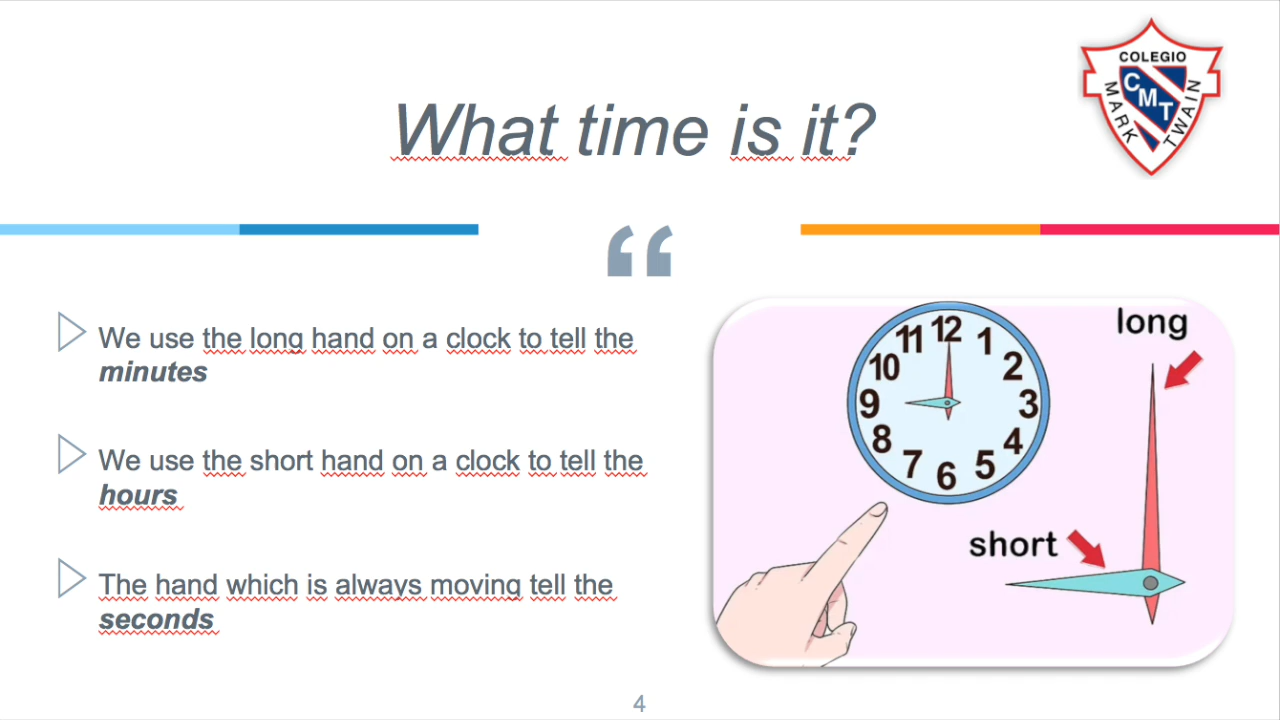 COLEGIO
MARK
CMT
TWAIN
What time is it?
“
We use the long hand on a clock to tell the
minutes
We use the short hand on a clock to tell the
hours
The hand which is always moving tell the
seconds
12
11
1
10
2
9
3
8
4
7
5
6
long
short
4